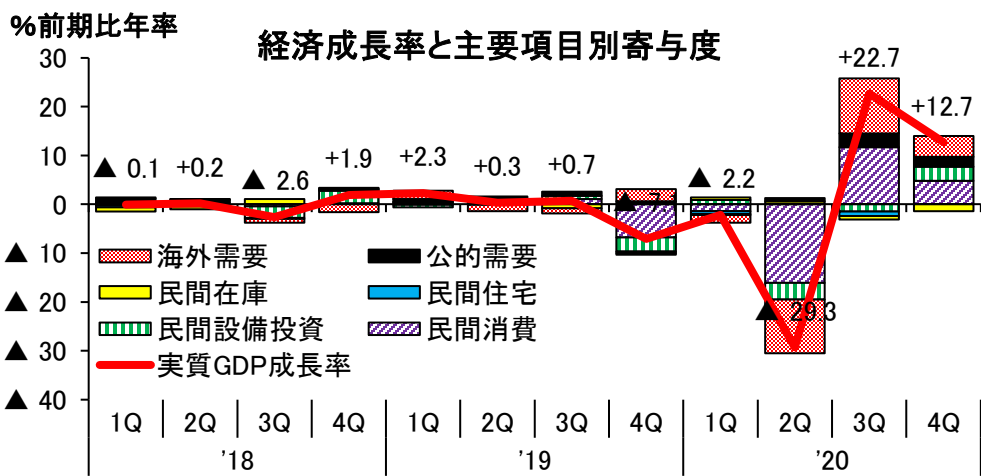 %前期比年率
経済成長率と主要項目別寄与度
30
20
10
0
▲ 10
▲ 20
▲ 30
▲ 40
▲ 0.1
+0.2
▲ 2.6
+1.9
+2.3
+0.3
+0.7
▲ 7.
▲ 2.2
▲ 29.3
+22.7
+12.7
海外需要
公的需要
民間在庫
民間住宅
民間設備投資
民間消費
実質GDP成長率
1Q 2Q 3Q 4Q 1Q 2Q 3Q 4Q 1Q 2Q 3Q 4Q
'18 '19 '20